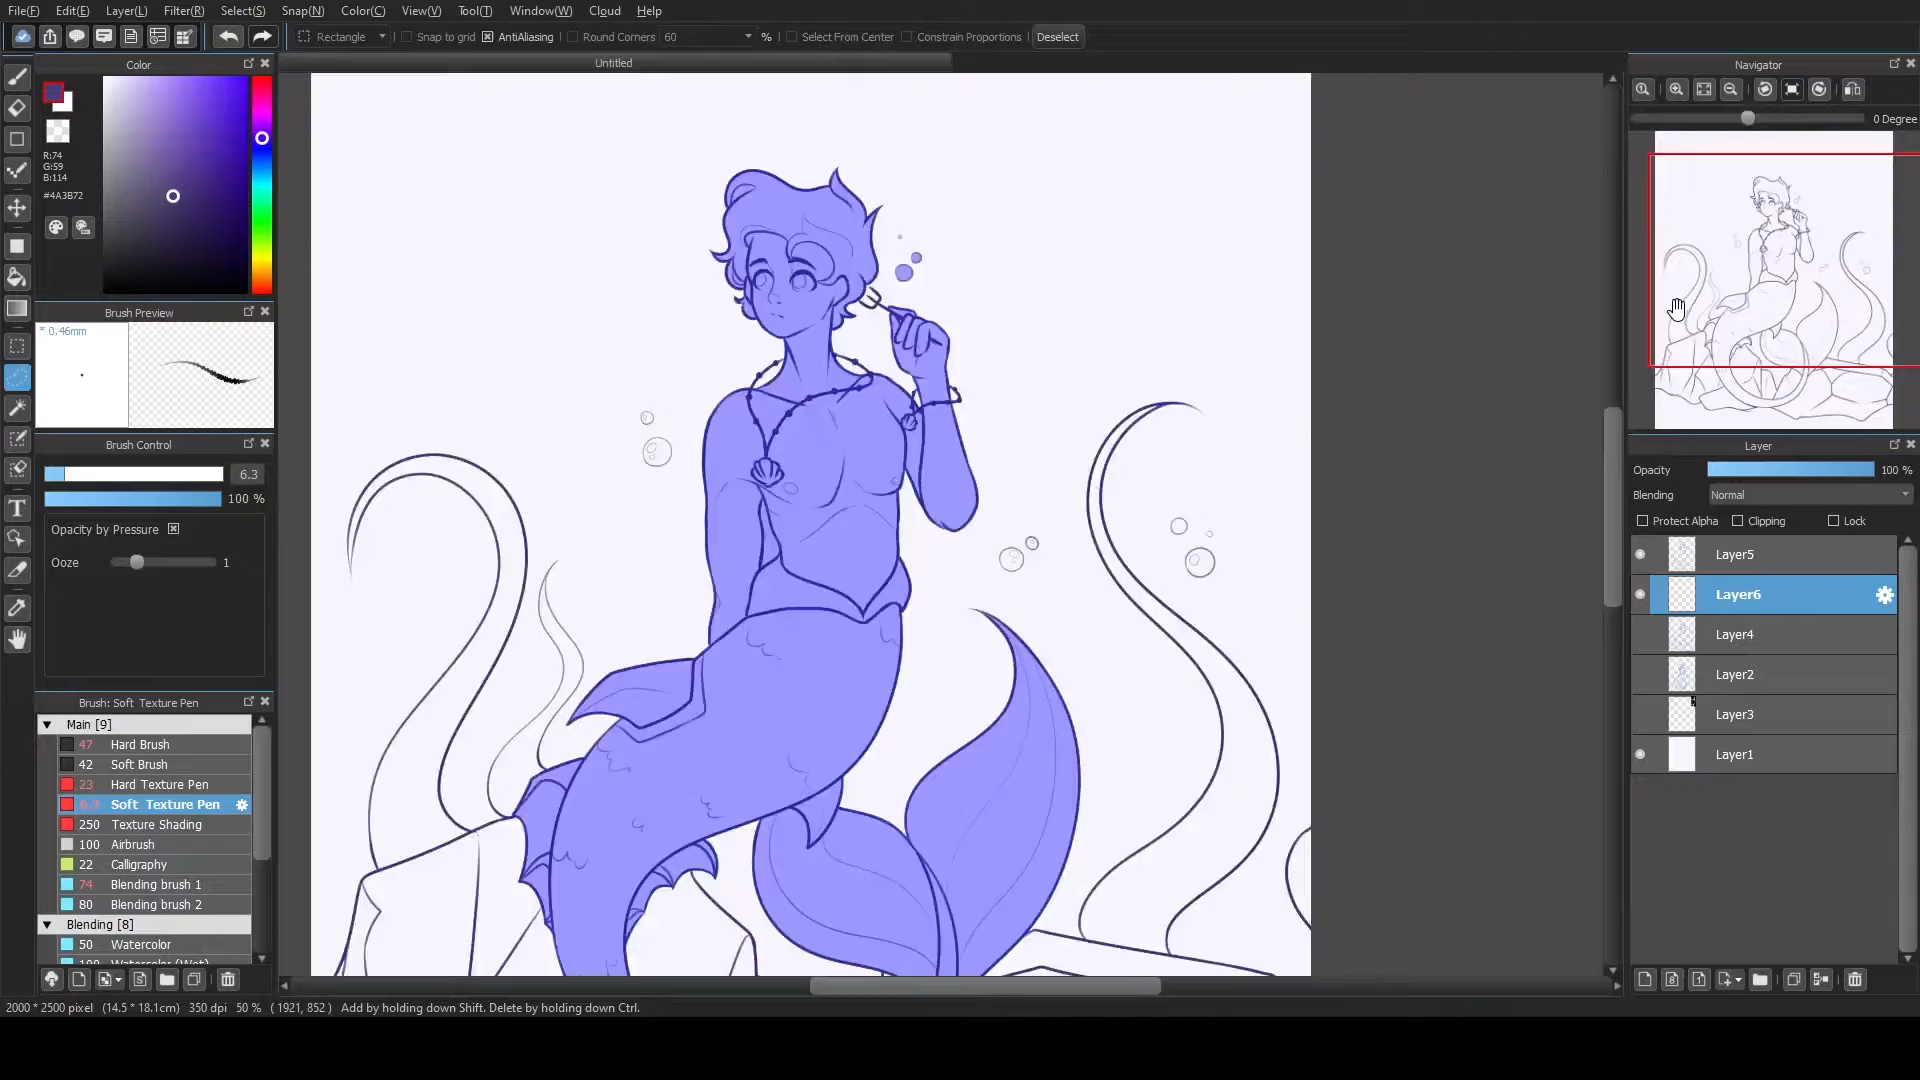 File(F) Edit(E) Layer(L) Filter(R) Select(S) Snap(N) Color(C) View(V) Tool(T) Window(W) Cloud Help
Rectangle Snap to grid AntiAliasing Round Corners 60 % Select From Center Constrain Proportions Deselect
Color
Untitled
Navigator
0 Degree
R:74
G:59
B:114
#4A3B72
Brush Preview
* 0.46mm
Brush Control
6.3
100 %
Opacity by Pressure
Ooze 1
Brush: Soft Texture Pen
Main [9]
47 Hard Brush
42 Soft Brush
23 Hard Texture Pen
6.3 Soft Texture Pen
250 Texture Shading
100 Airbrush
22 Calligraphy
74 Blending brush 1
80 Blending brush 2
Blending [8]
50 Watercolor
100 Watercolor (Wet)
Layer
Opacity 100 %
Blending Normal
Protect Alpha Clipping Lock
Layer5
Layer6
Layer4
Layer2
Layer3
Layer1
2000 * 2500 pixel (14.5 * 18.1cm) 350 dpi 50 % ( 1921, 852 ) Add by holding down Shift. Delete by holding down Ctrl.